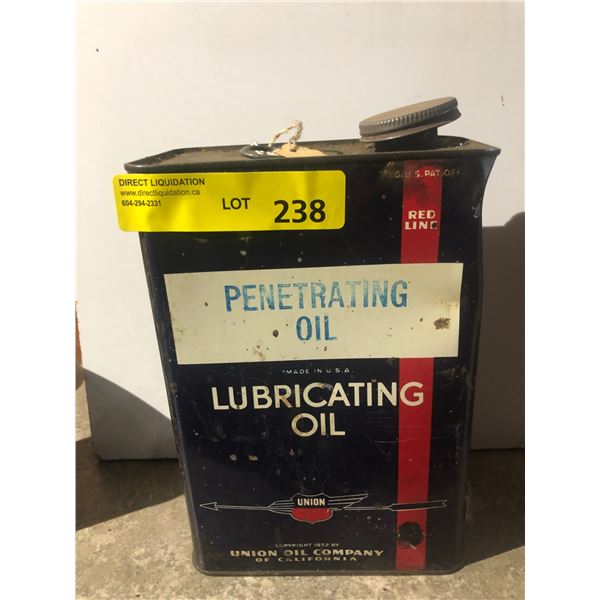 DIRECT LIQUIDATION
www.directliquidation.ca
604-294-2331
LOT 238
REG. U.S. PAT. OFF.
RED
LINE
PENETRATING
OIL
MADE IN U.S.A.
LUBRICATING
OIL
UNION
COPYRIGHT 1932 BY
UNION OIL COMPANY
OF CALIFORNIA